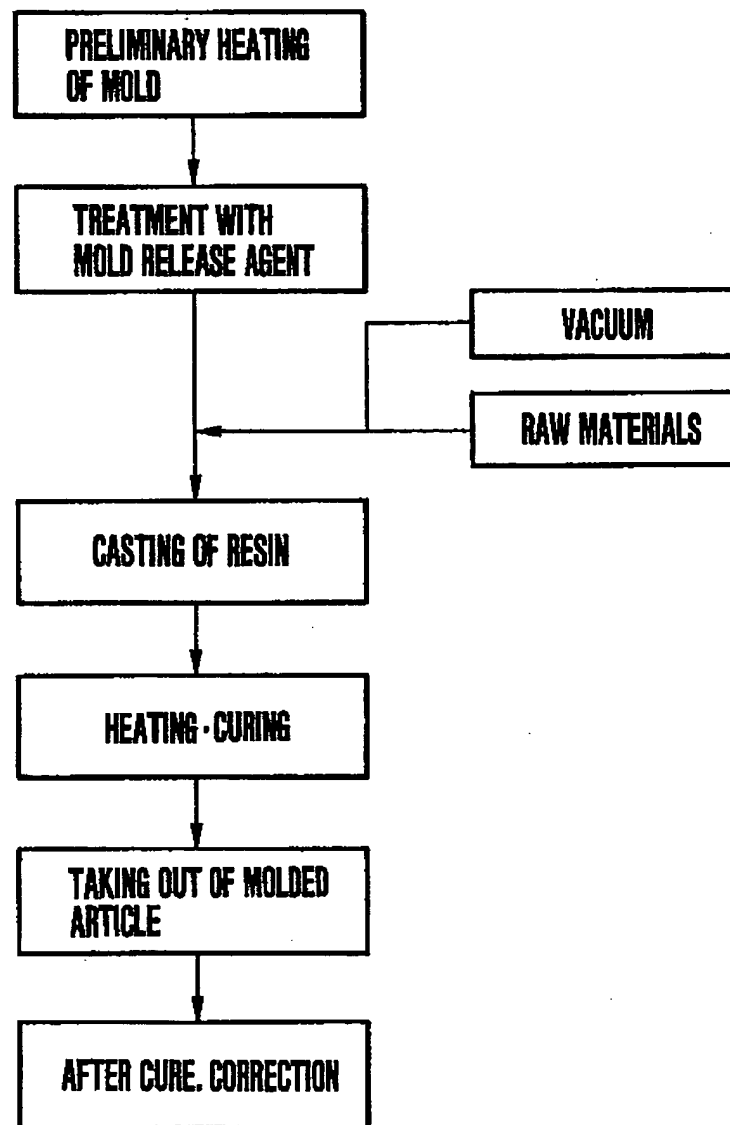 PRELIMINARY HEATING
OF MOLD
TREATMENT WITH
MOLD RELEASE AGENT
VACUUM
RAW MATERIALS
CASTING OF RESIN
HEATING · CURING
TAKING OUT OF MOLDED
ARTICLE
AFTER CURE. CORRECTION